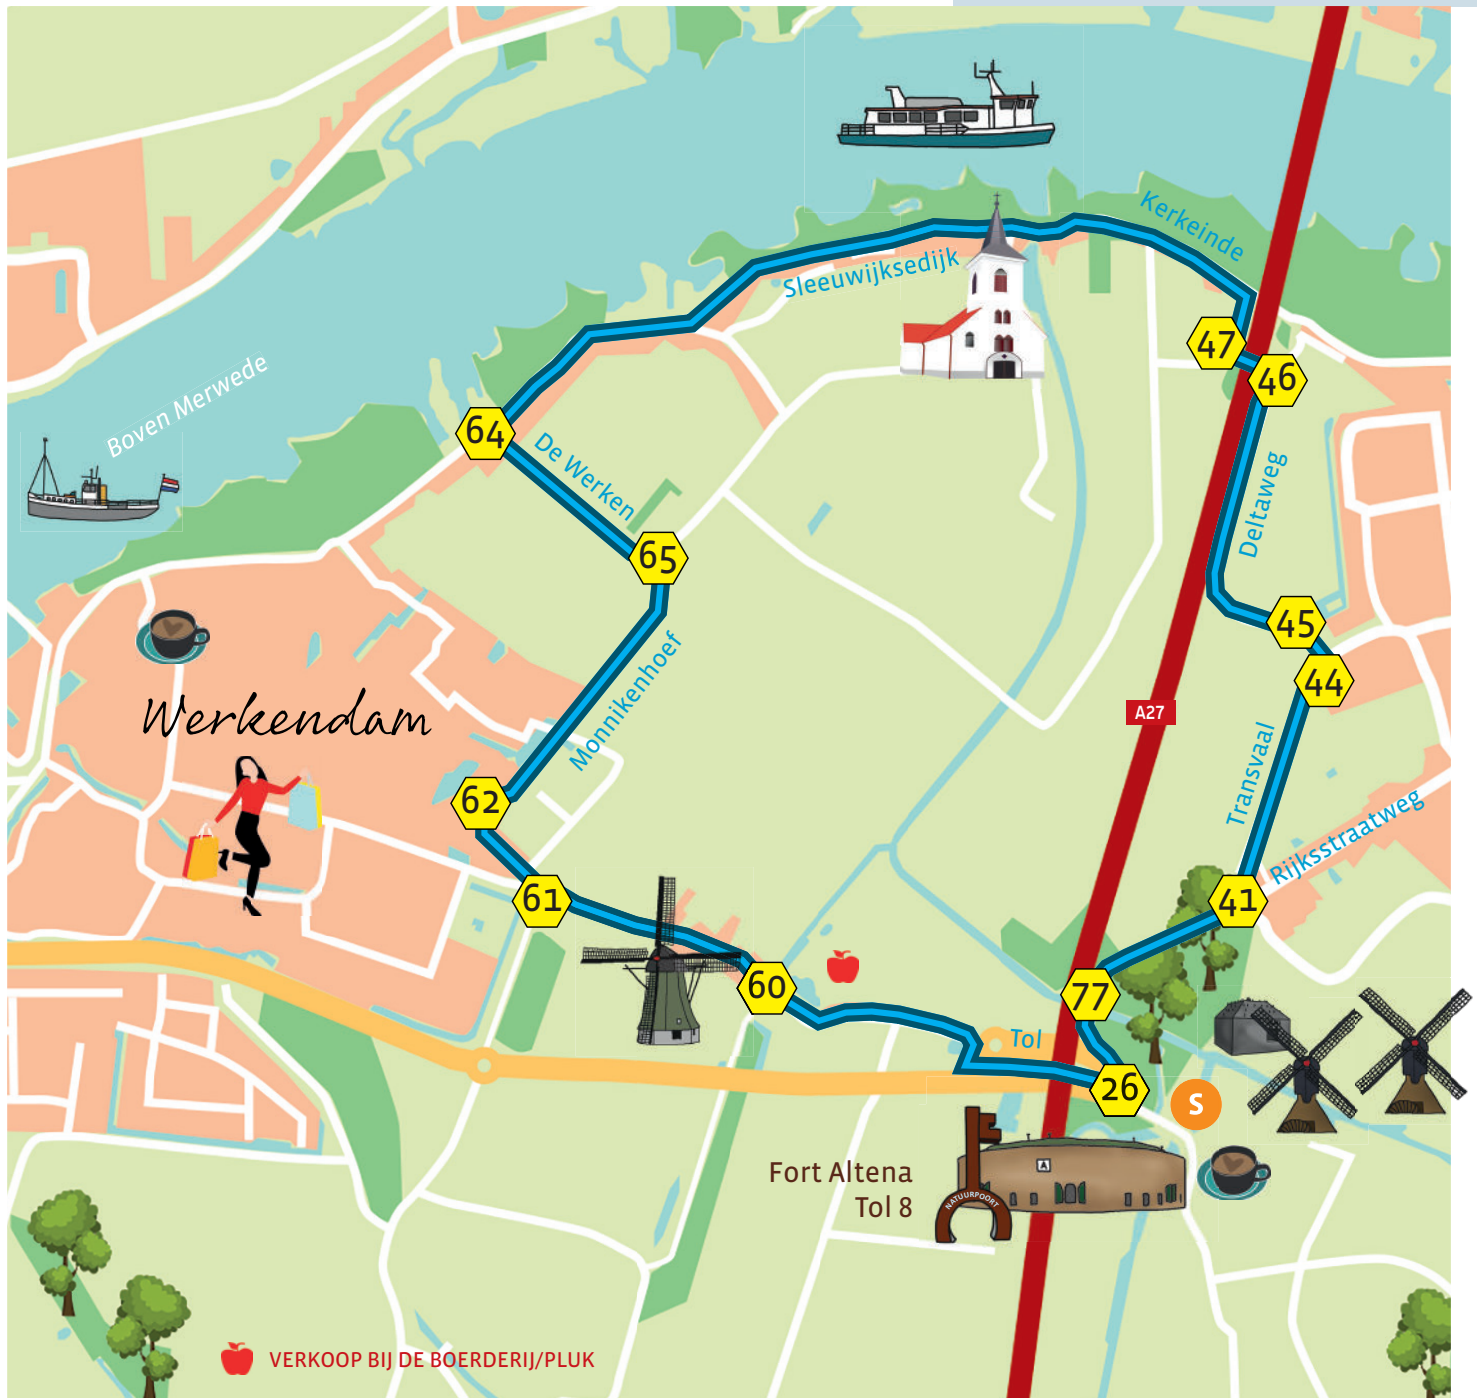 Kerkeinde
Sleeuwijksedijk
47
46
Boven Merwede
64
De Werken
65
Deltaweg
45
44
Monnikenhoef
Werkendam
A27
Transvaal
62
Rijksstraatweg
61
41
60
77
Tol
26
S
Fort Altena
Tol 8
A
NATUURPOORT
VERKOOP BIJ DE BOERDERIJ/PLUK